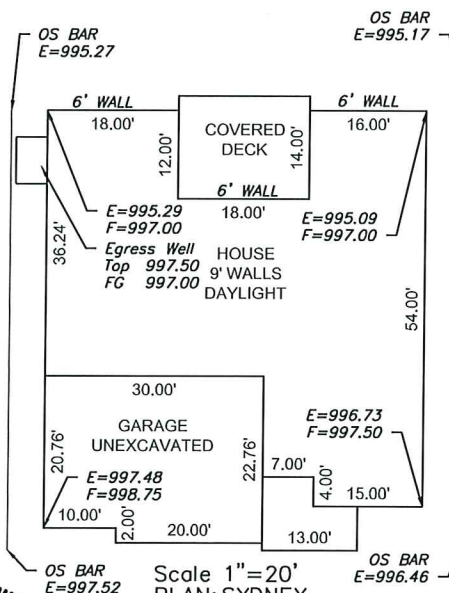 OS BAR
E=995.27
OS BAR
E=995.17
6' WALL
18.00'
6' WALL
16.00'
COVERED
DECK
12.00'
14.00'
6' WALL
18.00'
E=995.29
F=997.00
E=995.09
F=997.00
Egress Well
Top 997.50
FG 997.00
36.24'
HOUSE
9' WALLS
DAYLIGHT
54.00'
30.00'
GARAGE
UNEXCAVATED
20.76'
22.76'
E=996.73
F=997.50
7.00'
4.00'
15.00'
E=997.48
F=998.75
10.00'
2.00'
20.00'
13.00'
OS BAR
E=997.52
Scale 1"=20'
PLAN: SYDNEY
OS BAR
E=996.46